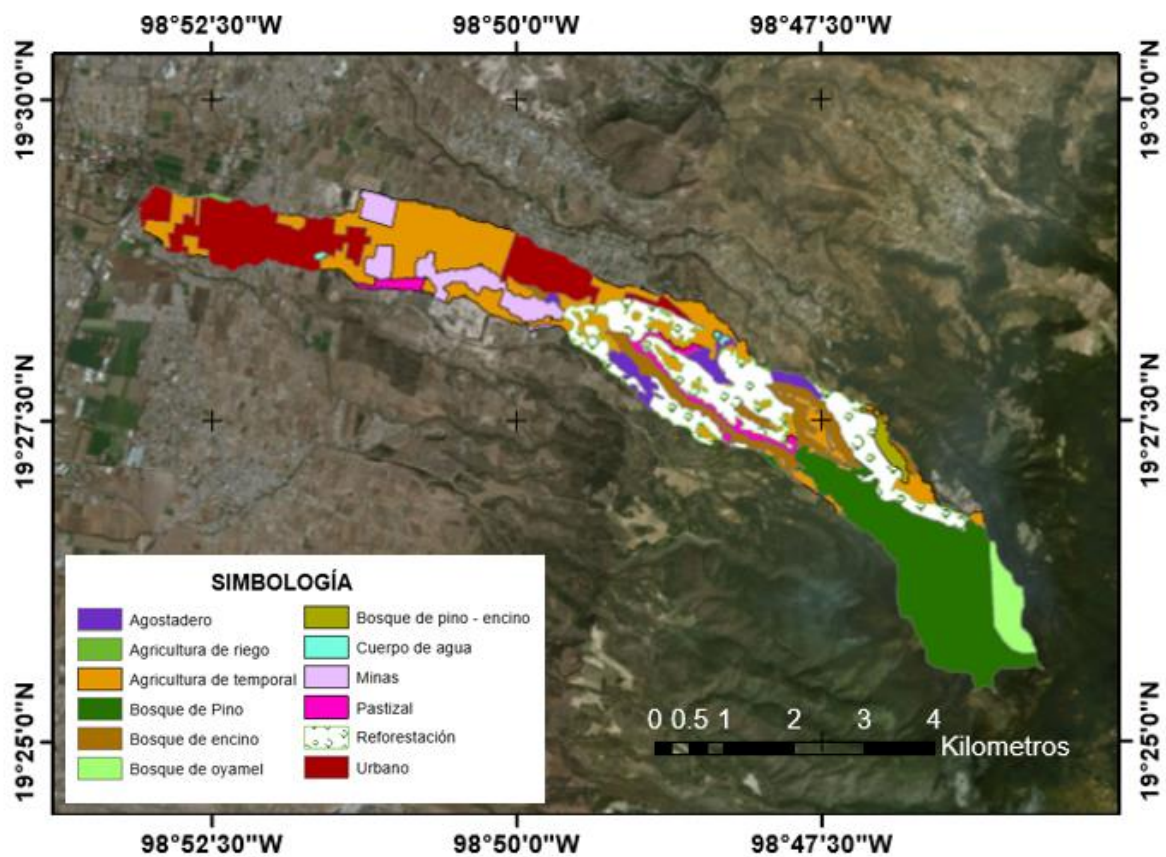 98°52'30"W 98°50'0"W 98°47'30"W
19°30'0"N 19°30'0"N
19°27'30"N 19°27'30"N
19°25'0"N 19°25'0"N
SIMBOLOGÍA
Agostadero
Agricultura de riego
Agricultura de temporal
Bosque de Pino
Bosque de encino
Bosque de oyamel
Bosque de pino - encino
Cuerpo de agua
Minas
Pastizal
Reforestación
Urbano
0 0.5 1 2 3 4
Kilometros
98°52'30"W 98°50'0"W 98°47'30"W